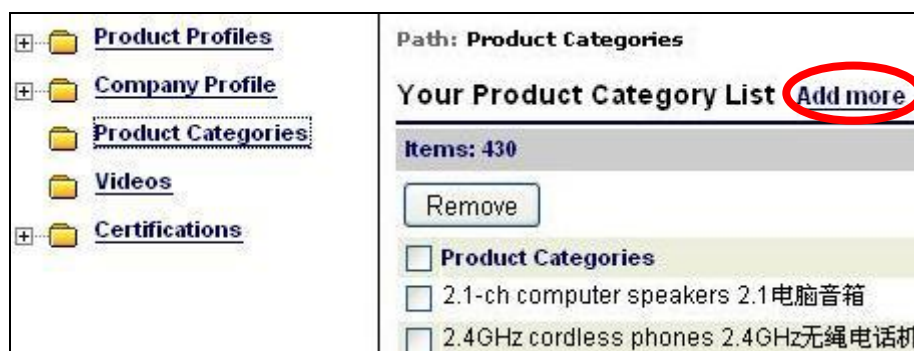 Product Profiles
Company Profile
Product Categories
Videos
Certifications
Path: Product Categories
Your Product Category List Add more
Items: 430
Remove
Product Categories
2.1-ch computer speakers 2.1电脑音箱
2.4GHz cordless phones 2.4GHz无绳电话机